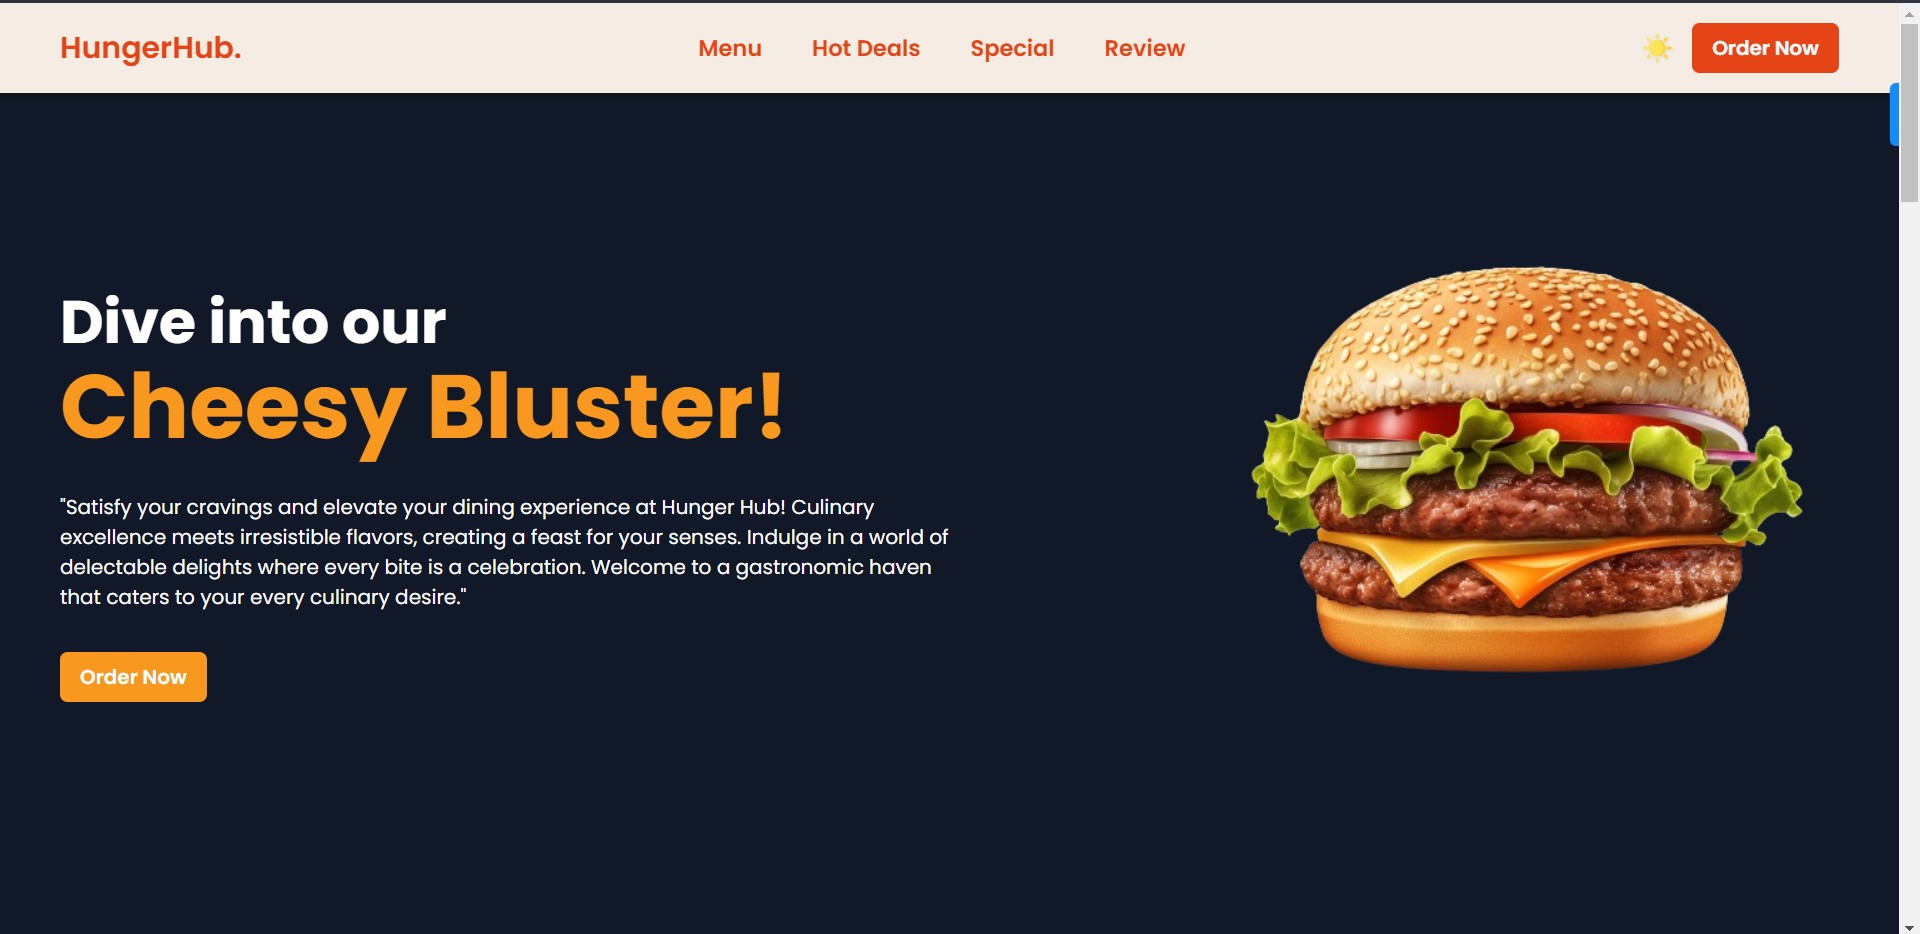 HungerHub.
Menu
Hot Deals
Special
Review
Order Now
Dive into our
Cheesy Bluster!
"Satisfy your cravings and elevate your dining experience at Hunger Hub! Culinary
excellence meets irresistible flavors, creating a feast for your senses. Indulge in a world of
delectable delights where every bite is a celebration. Welcome to a gastronomic haven
that caters to your every culinary desire."
Order Now